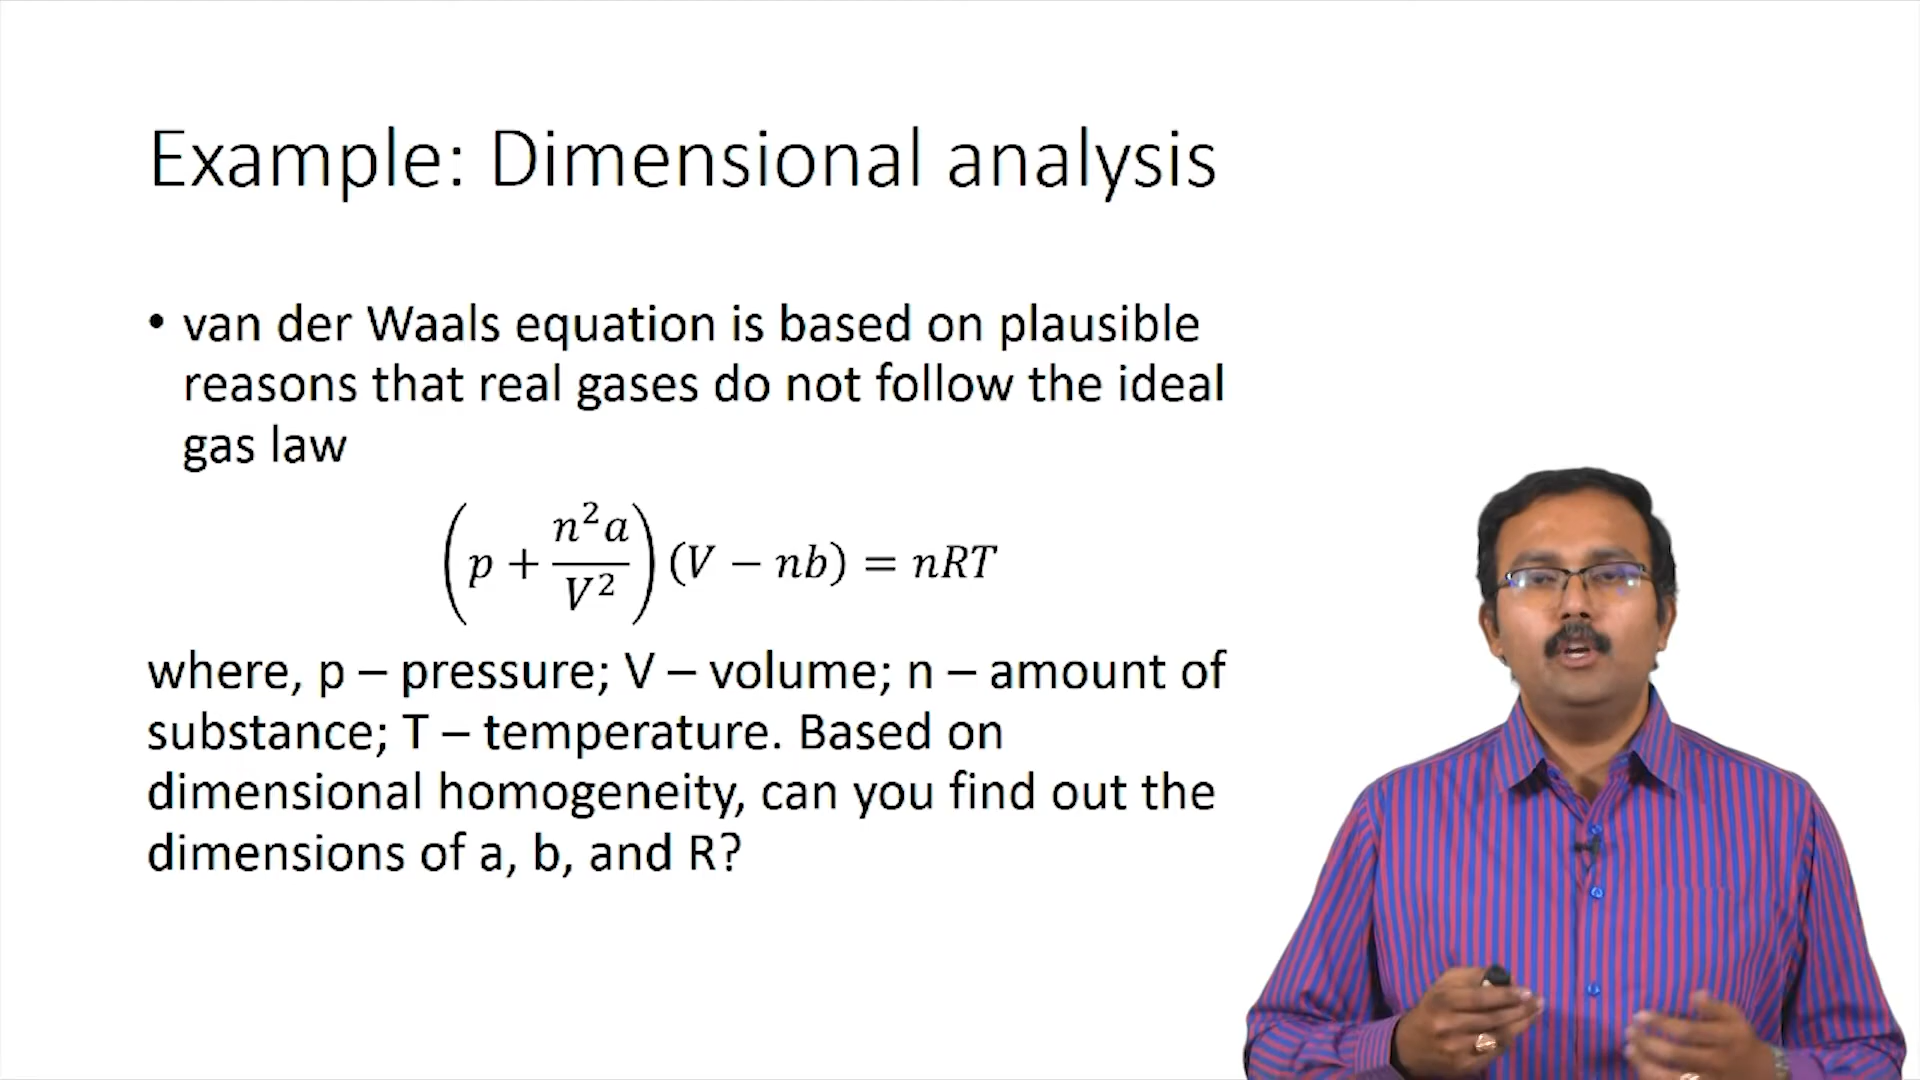 Example: Dimensional analysis
• van der Waals equation is based on plausible
reasons that real gases do not follow the ideal
gas law
(p + n²a/V²)(V − nb) = nRT
where, p – pressure; V – volume; n – amount of
substance; T – temperature. Based on
dimensional homogeneity, can you find out the
dimensions of a, b, and R?